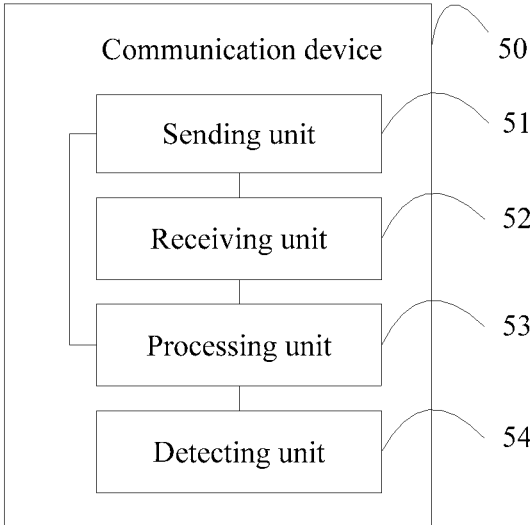 Communication device 50
Sending unit 51
Receiving unit 52
Processing unit 53
Detecting unit 54